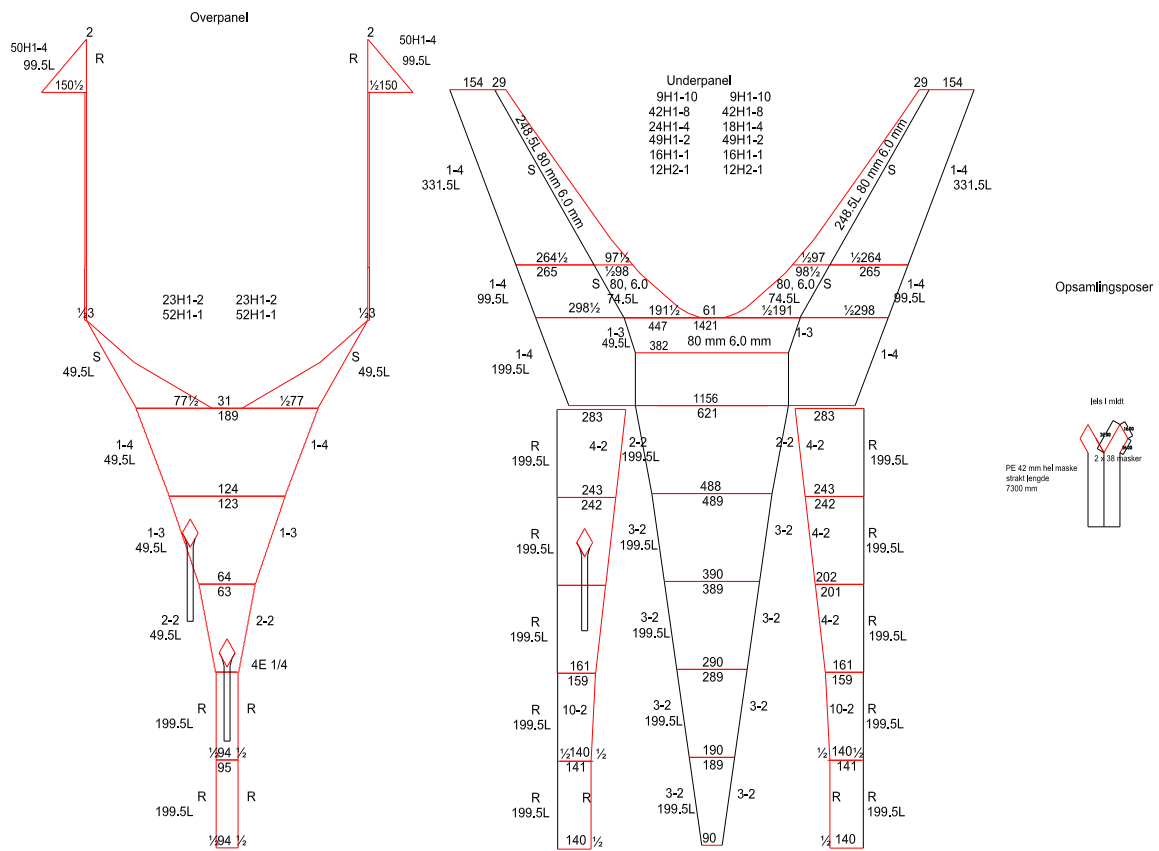 Overpanel
2
2
50H1-4
50H1-4
99.5L
R
R
99.5L
150½
½150
½3
½3
23H1-2 23H1-2
52H1-1 52H1-1
S
49.5L
S
49.5L
77½ 31 ½77
189
1-4
49.5L
1-4
124
123
1-3
49.5L
1-3
64
63
2-2
49.5L
2-2
4E 1/4
R
199.5L
R
½94 ½
95
R
199.5L
R
½94 ½
Underpanel
9H1-10 9H1-10
42H1-8 42H1-8
24H1-4 18H1-4
49H1-2 49H1-2
16H1-1 16H1-1
12H2-1 12H2-1
154 29
29 154
248.5L 80 mm 6.0 mm
S
248.5L 80 mm 6.0 mm
S
1-4
331.5L
1-4
331.5L
264½ 97½
½97 ½264
265 ½98
98½ 265
S 80, 6.0
74.5L
80, 6.0 S
74.5L
1-4
99.5L
1-4
99.5L
298½ 191½ 61 ½191 ½298
447 1421
1-3
49.5L
1-3
382 80 mm 6.0 mm
1-4
199.5L
1-4
1156
621
283
283
R
199.5L
4-2
2-2
199.5L
2-2
4-2
R
199.5L
243
242
488
489
243
242
R
199.5L
3-2
199.5L
3-2
4-2
R
199.5L
390
389
202
201
R
199.5L
3-2
199.5L
3-2
4-2
R
199.5L
161
159
290
289
161
159
R
199.5L
10-2
3-2
199.5L
3-2
10-2
R
199.5L
½140 ½
141
190
189
½ 140½ ½
141
R
199.5L
R
3-2
199.5L
3-2
R
R
199.5L
140 ½
90
½ 140
Opsamlingsposer
jels I mIdt
2 x 38 masker
PE 42 mm hel maske
strakt lengde
7300 mm